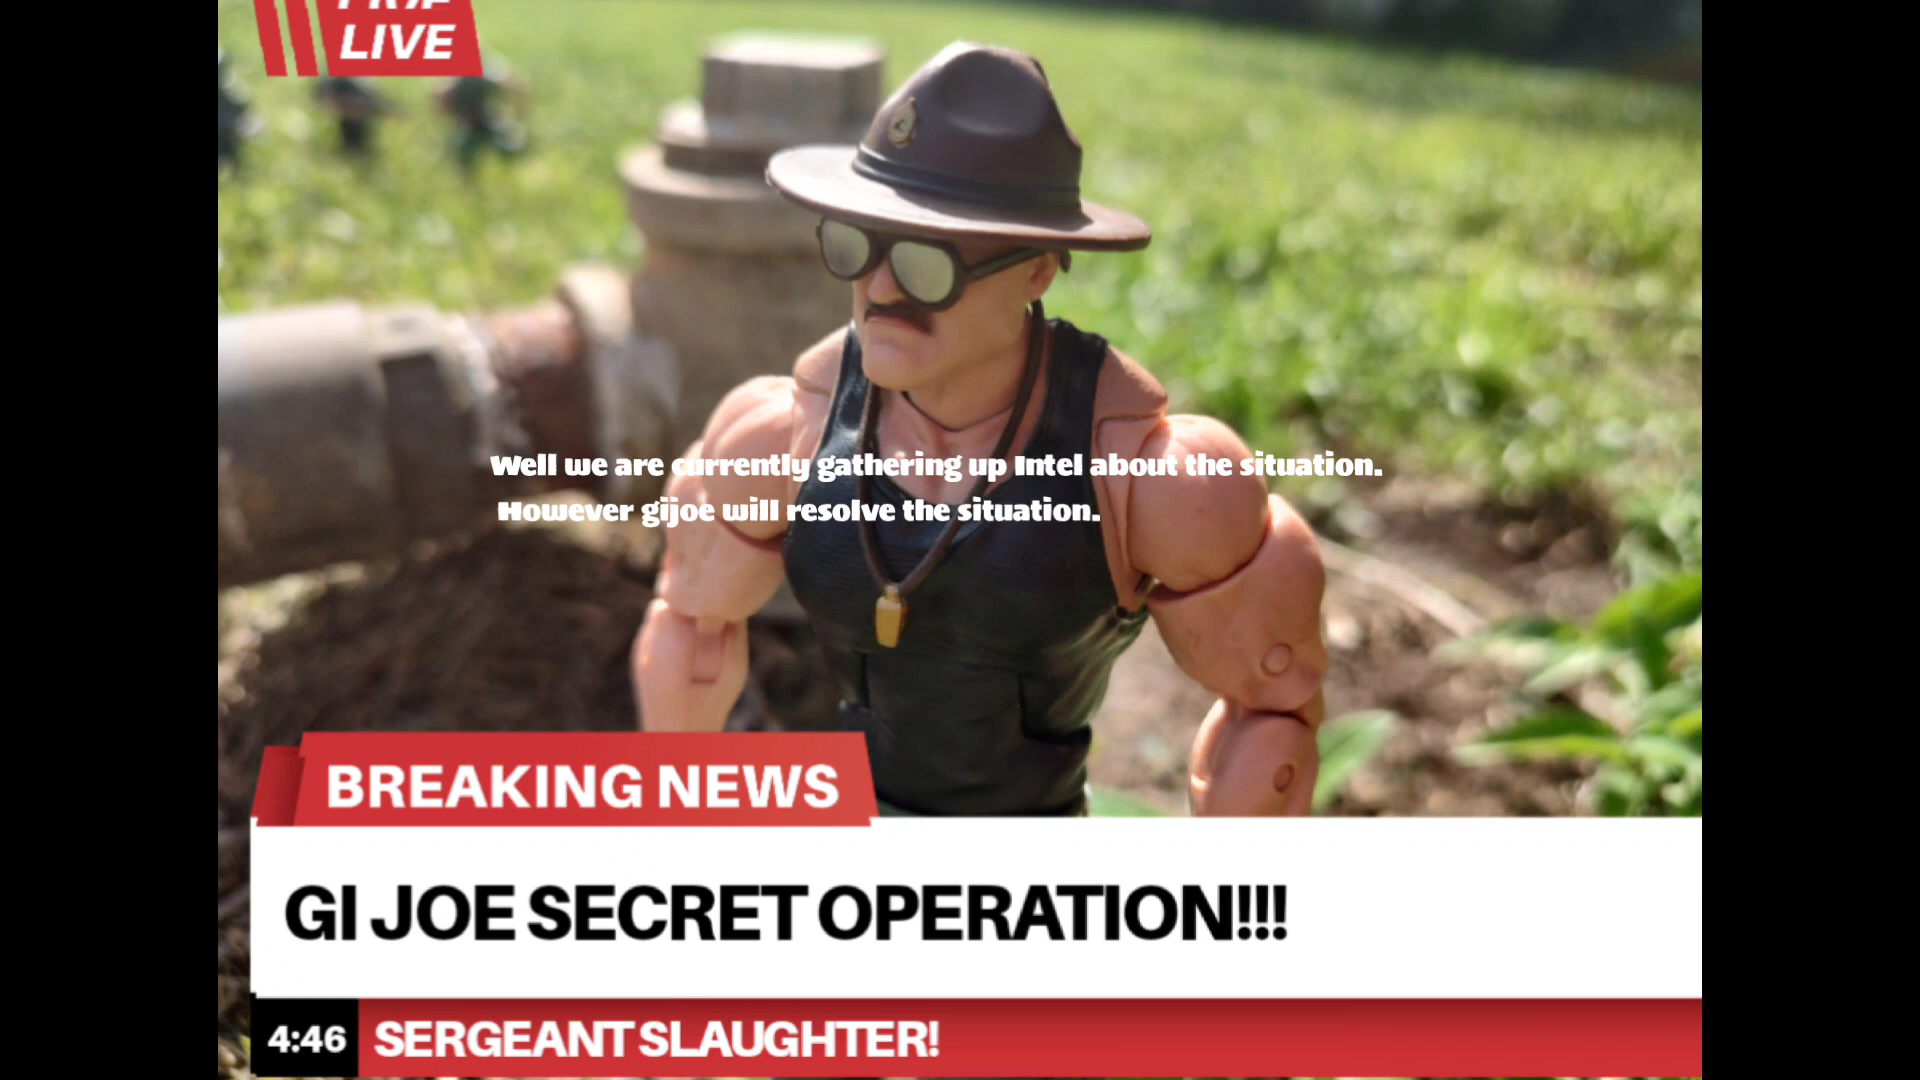 LIVE
Well we are currently gathering up Intel about the situation.
However gijoe will resolve the situation.
BREAKING NEWS
GI JOE SECRET OPERATION!!!
4:46
SERGEANT SLAUGHTER!